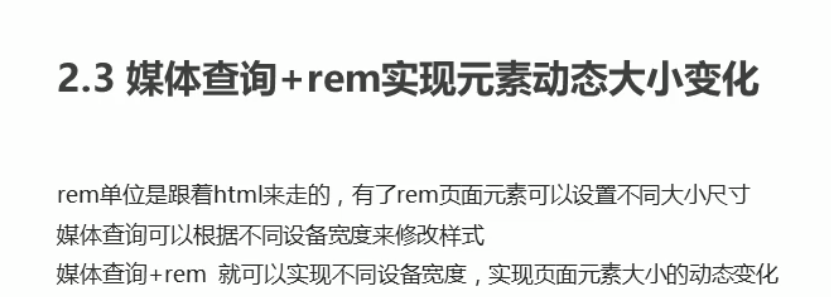 2.3 媒体查询+rem实现元素动态大小变化
rem单位是跟着html来走的，有了rem页面元素可以设置不同大小尺寸
媒体查询可以根据不同设备宽度来修改样式
媒体查询+rem 就可以实现不同设备宽度，实现页面元素大小的动态变化